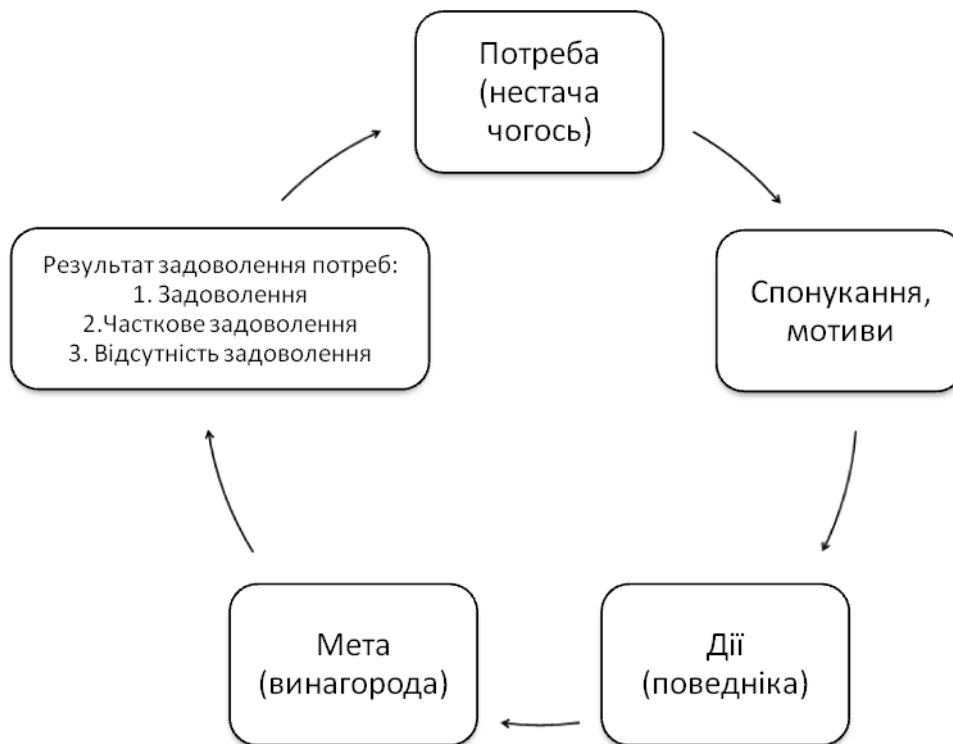 Потреба
(нестача
чогось)
Спонукання,
мотиви
Дії
(поведніка)
Мета
(винагорода)
Результат задоволення потреб:
1. Задоволення
2.Часткове задоволення
3. Відсутність задоволення